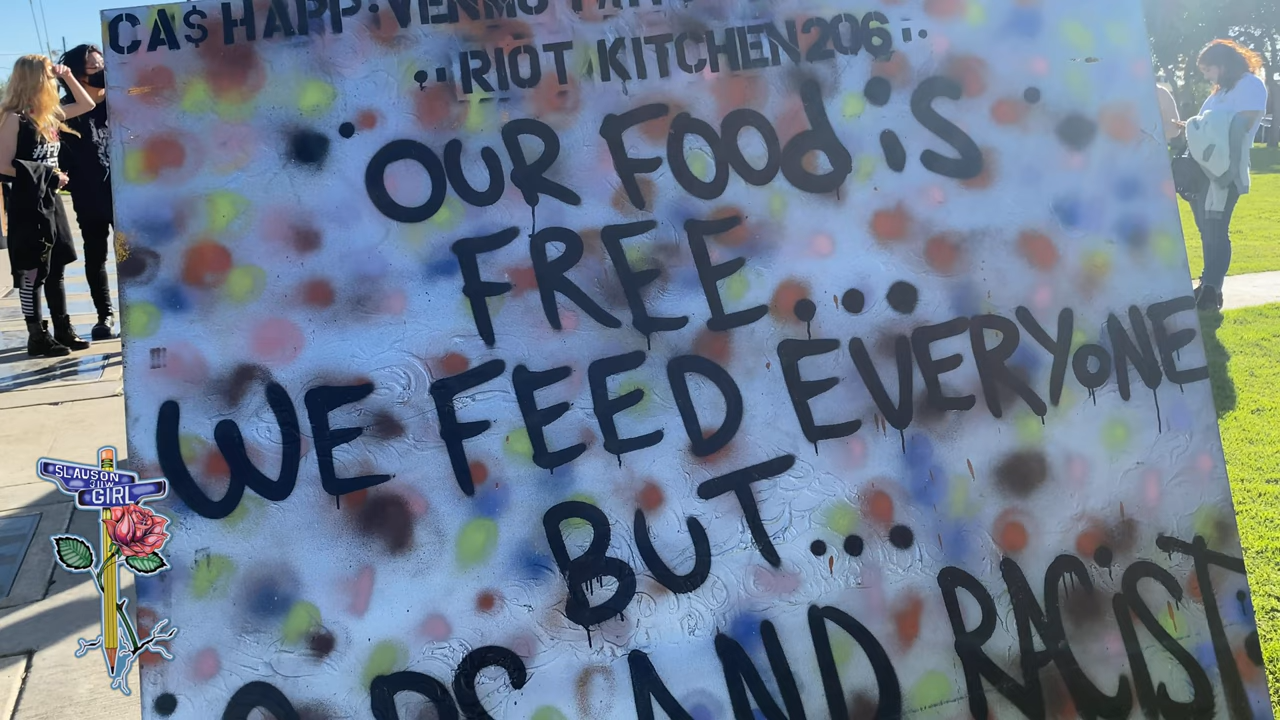 CA$HAPP·VENMO
··RIOT KITCHEN206··
OUR FOOd iS
FREE...
WE FEED EVERYoNE
BUT...
AND RACIST
SLAUSON
GIRL